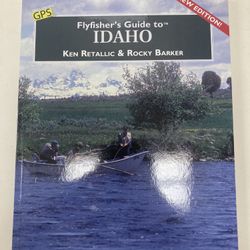 GPS
NEW EDITION!
Flyfisher's Guide to™
IDAHO
KEN RETALLIC & ROCKY BARKER